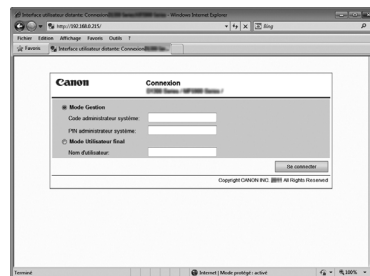 Interface utilisateur distante: Connexion - Windows Internet Explorer
http://192.168.0.215/
Bing
Fichier Edition Affichage Favoris Outils ?
Favoris Interface utilisateur distante: Connexion
Canon
Connexion
Mode Gestion
Code administrateur système:
PIN administrateur système:
Mode Utilisateur final
Nom d'utilisateur:
Se connecter
Copyright CANON INC. All Rights Reserved
Terminé Internet | Mode protégé : activé 100%